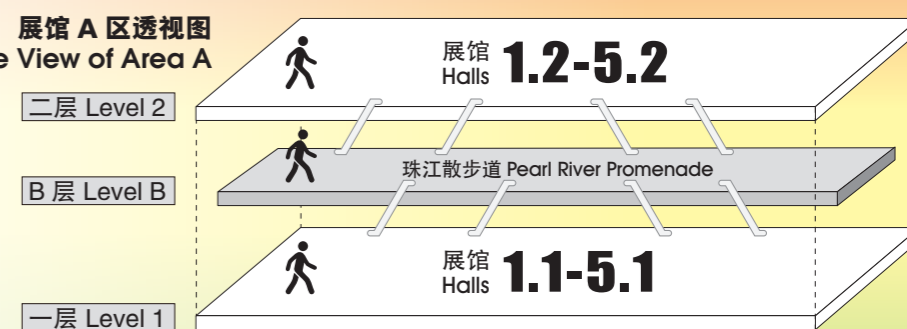 展馆 A 区透视图
e View of Area A
展馆 Halls 1.2-5.2
二层 Level 2
珠江散步道 Pearl River Promenade
B 层 Level B
展馆 Halls 1.1-5.1
一层 Level 1